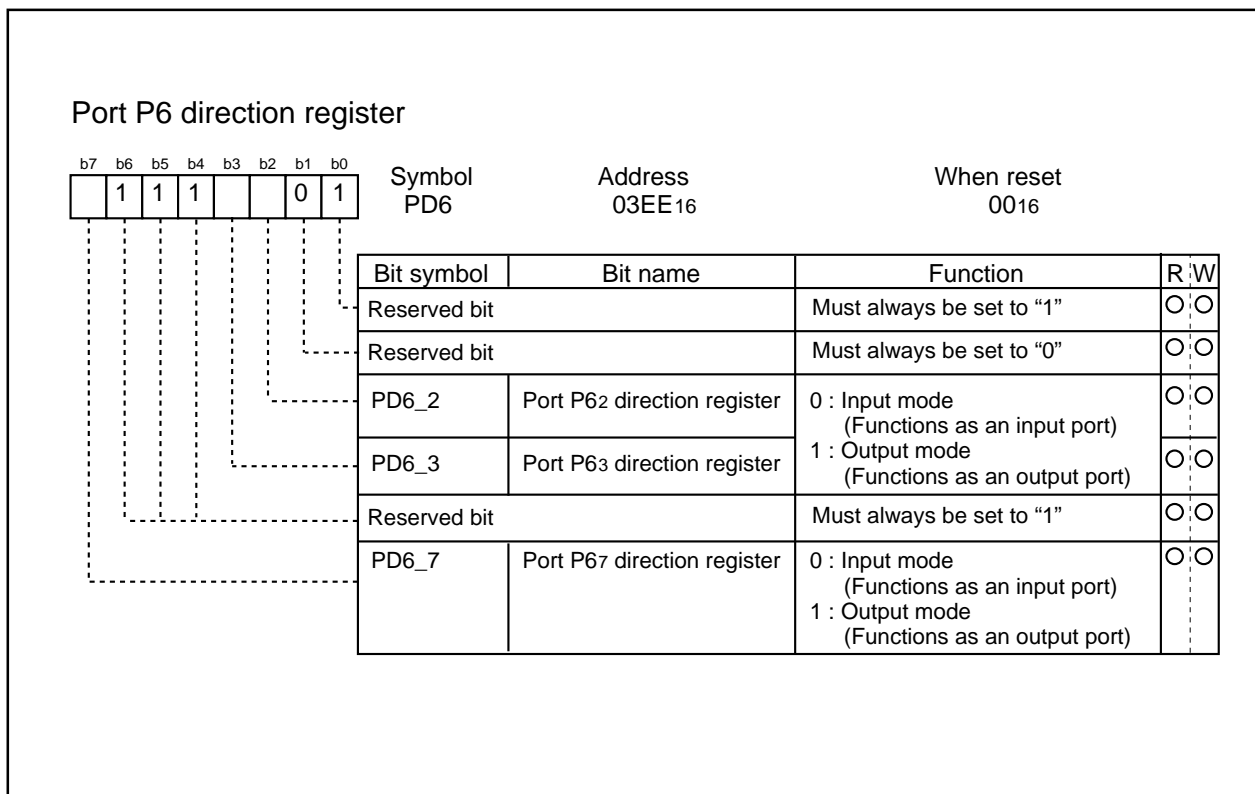 Port P6 direction register
b7 b6 b5 b4 b3 b2 b1 b0
1 1 1 0 1
Symbol Address When reset
PD6 03EE16 0016
Bit symbol Bit name Function R W
Reserved bit Must always be set to “1”
Reserved bit Must always be set to “0”
PD6_2 Port P62 direction register 0 : Input mode
(Functions as an input port)
PD6_3 Port P63 direction register 1 : Output mode
(Functions as an output port)
Reserved bit Must always be set to “1”
PD6_7 Port P67 direction register 0 : Input mode
(Functions as an input port)
1 : Output mode
(Functions as an output port)